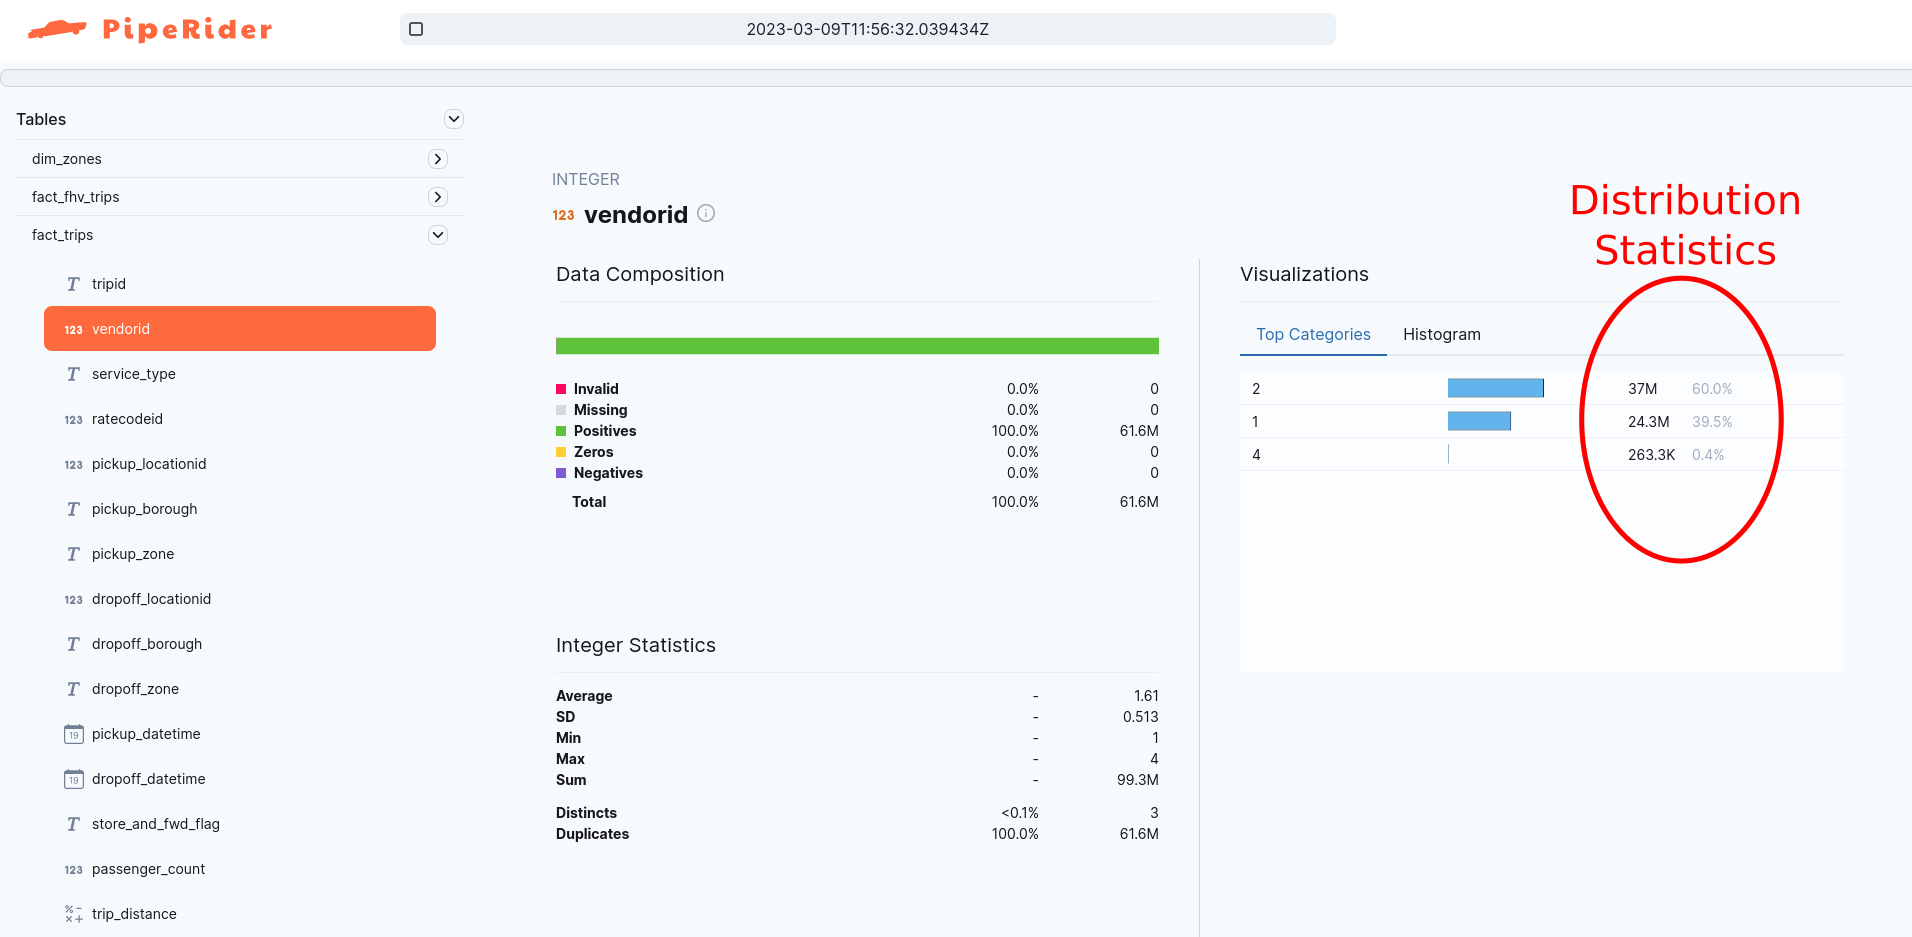 PipeRider
2023-03-09T11:56:32.039434Z
Tables
dim_zones
fact_fhv_trips
fact_trips
T tripid
123 vendorid
T service_type
123 ratecodeid
123 pickup_locationid
T pickup_borough
T pickup_zone
123 dropoff_locationid
T dropoff_borough
T dropoff_zone
19 pickup_datetime
19 dropoff_datetime
T store_and_fwd_flag
123 passenger_count
%-×+ trip_distance
INTEGER
123 vendorid
Data Composition
Invalid 0.0% 0
Missing 0.0% 0
Positives 100.0% 61.6M
Zeros 0.0% 0
Negatives 0.0% 0
Total 100.0% 61.6M
Integer Statistics
Average - 1.61
SD - 0.513
Min - 1
Max - 4
Sum - 99.3M
Distincts <0.1% 3
Duplicates 100.0% 61.6M
Distribution
Statistics
Visualizations
Top Categories Histogram
2 37M 60.0%
1 24.3M 39.5%
4 263.3K 0.4%